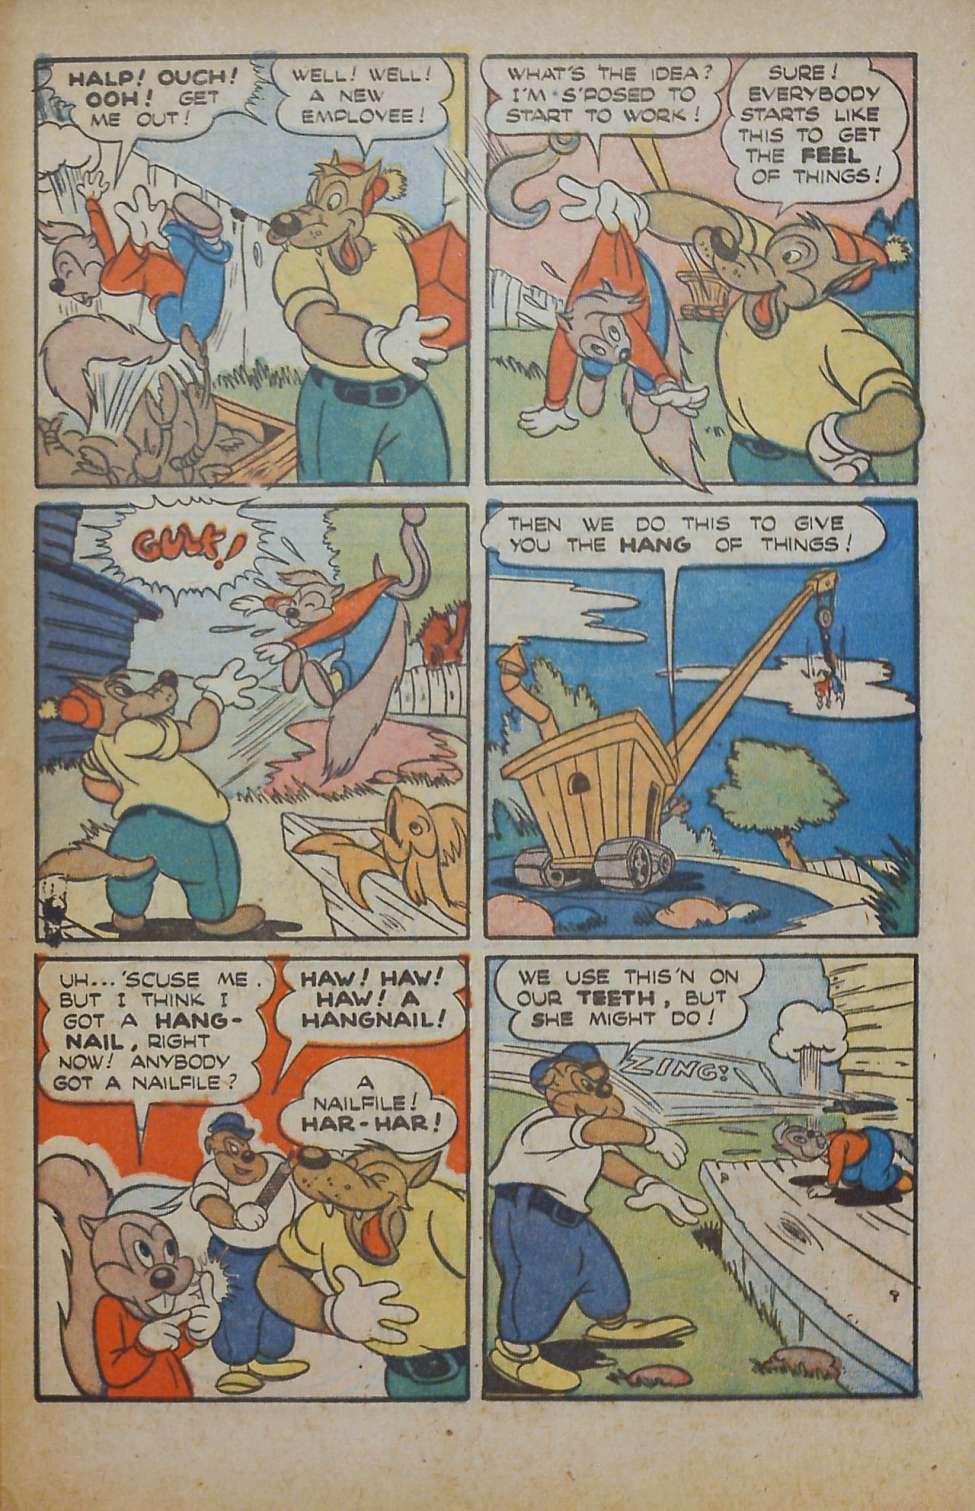 HALP! OUCH!
OOH! GET
ME OUT!
WELL! WELL!
A NEW
EMPLOYEE!
WHAT'S THE IDEA?
I'M S'POSED TO
START TO WORK!
SURE!
EVERYBODY
STARTS LIKE
THIS TO GET
THE FEEL
OF THINGS!
GULK!
THEN WE DO THIS TO GIVE
YOU THE HANG OF THINGS!
UH... 'SCUSE ME.
BUT I THINK I
GOT A HANG-
NAIL, RIGHT
NOW! ANYBODY
GOT A NAILFILE?
HAW! HAW!
HAW! A
HANGNAIL!
A
NAILFILE!
HAR-HAR!
WE USE THIS'N ON
OUR TEETH, BUT
SHE MIGHT DO!
ZING!